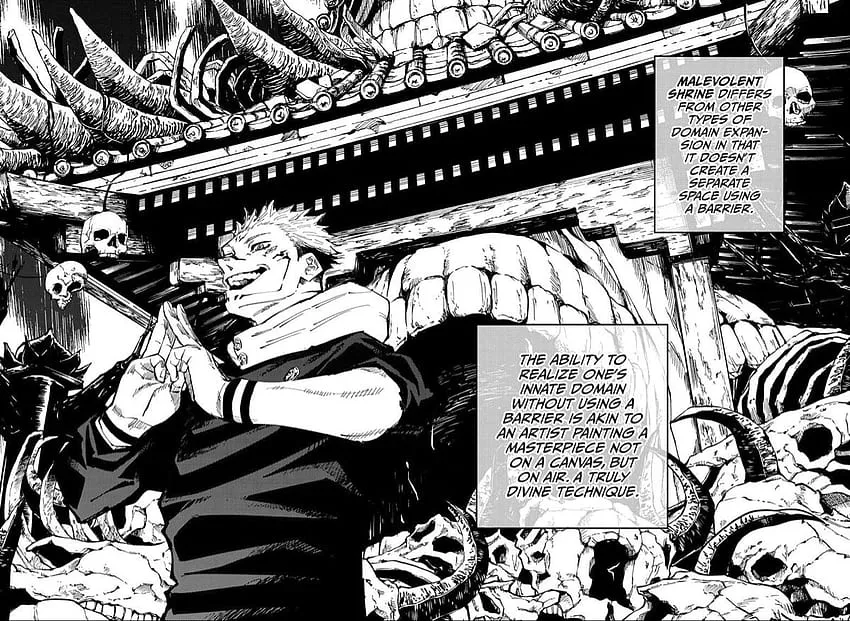 MALEVOLENT
SHRINE DIFFERS
FROM OTHER
TYPES OF
DOMAIN EXPAN-
SION IN THAT
IT DOESN'T
CREATE A
SEPARATE
SPACE USING
A BARRIER.
THE ABILITY TO
REALIZE ONE'S
INNATE DOMAIN
WITHOUT USING A
BARRIER IS AKIN TO
AN ARTIST PAINTING A
MASTERPIECE NOT
ON A CANVAS, BUT
ON AIR. A TRULY
DIVINE TECHNIQUE.